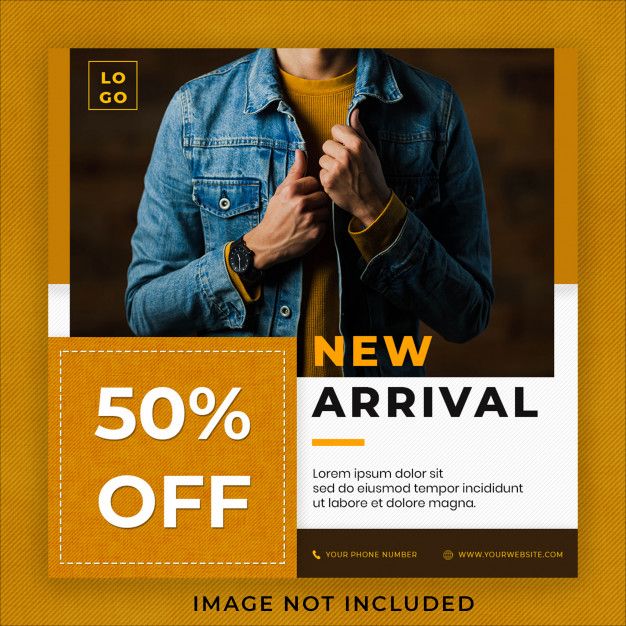 LO
GO
NEW
ARRIVAL
50%
OFF
Lorem ipsum dolor sit
sed do eiusmod tempor incididunt
ut labore et dolore magna.
YOUR PHONE NUMBER
WWW.YOURWEBSITE.COM
IMAGE NOT INCLUDED